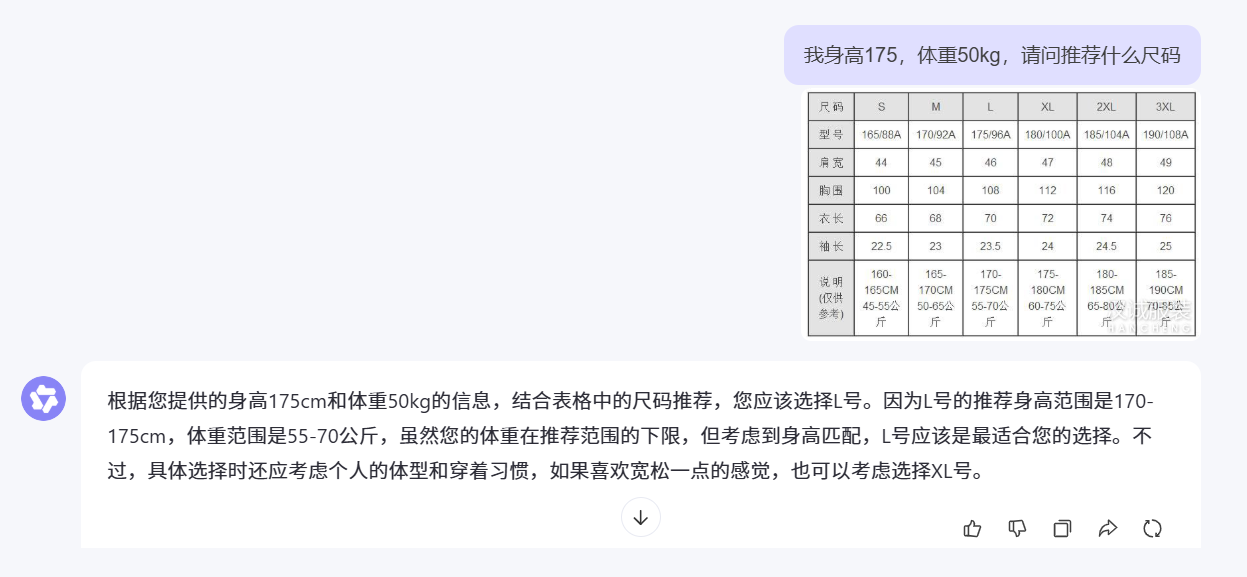 我身高175，体重50kg，请问推荐什么尺码
尺码 S M L XL 2XL 3XL
型号 165/88A 170/92A 175/96A 180/100A 185/104A 190/108A
肩宽 44 45 46 47 48 49
胸围 100 104 108 112 116 120
衣长 66 68 70 72 74 76
袖长 22.5 23 23.5 24 24.5 25
160- 165- 170- 175- 180- 185-
说明 165CM 170CM 175CM 180CM 185CM 190CM
(仅供 45-55公 50-65公 55-70公 60-75公 65-80公 70-85公
参考) 斤 斤 斤 斤 斤 斤
HANCHENG
根据您提供的身高175cm和体重50kg的信息，结合表格中的尺码推荐，您应该选择L号。因为L号的推荐身高范围是170-
175cm，体重范围是55-70公斤，虽然您的体重在推荐范围的下限，但考虑到身高匹配，L号应该是最适合您的选择。不
过，具体选择时还应考虑个人的体型和穿着习惯，如果喜欢宽松一点的感觉，也可以考虑选择XL号。